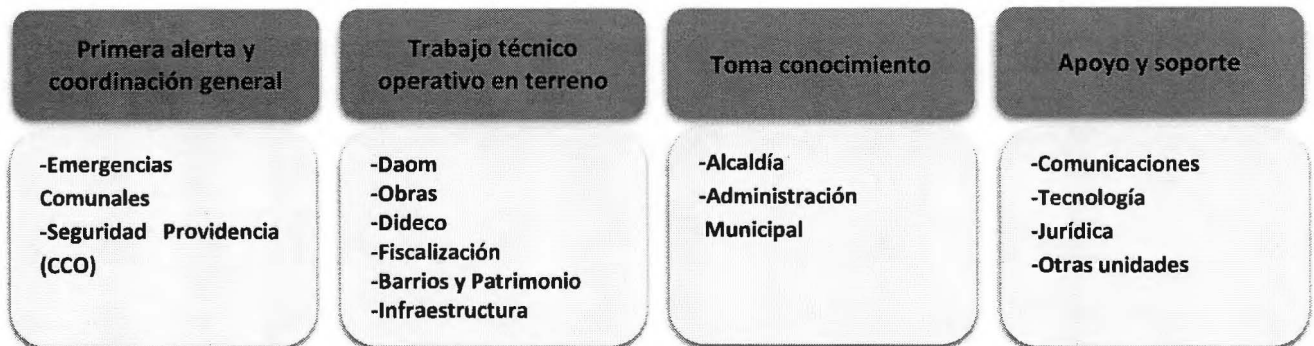 Primera alerta y
coordinación general
-Emergencias
Comunales
-Seguridad Providencia
(CCO)
Trabajo técnico
operativo en terreno
-Daom
-Obras
-Dideco
-Fiscalización
-Barrios y Patrimonio
-Infraestructura
Toma conocimiento
-Alcaldía
-Administración
Municipal
Apoyo y soporte
-Comunicaciones
-Tecnología
-Jurídica
-Otras unidades